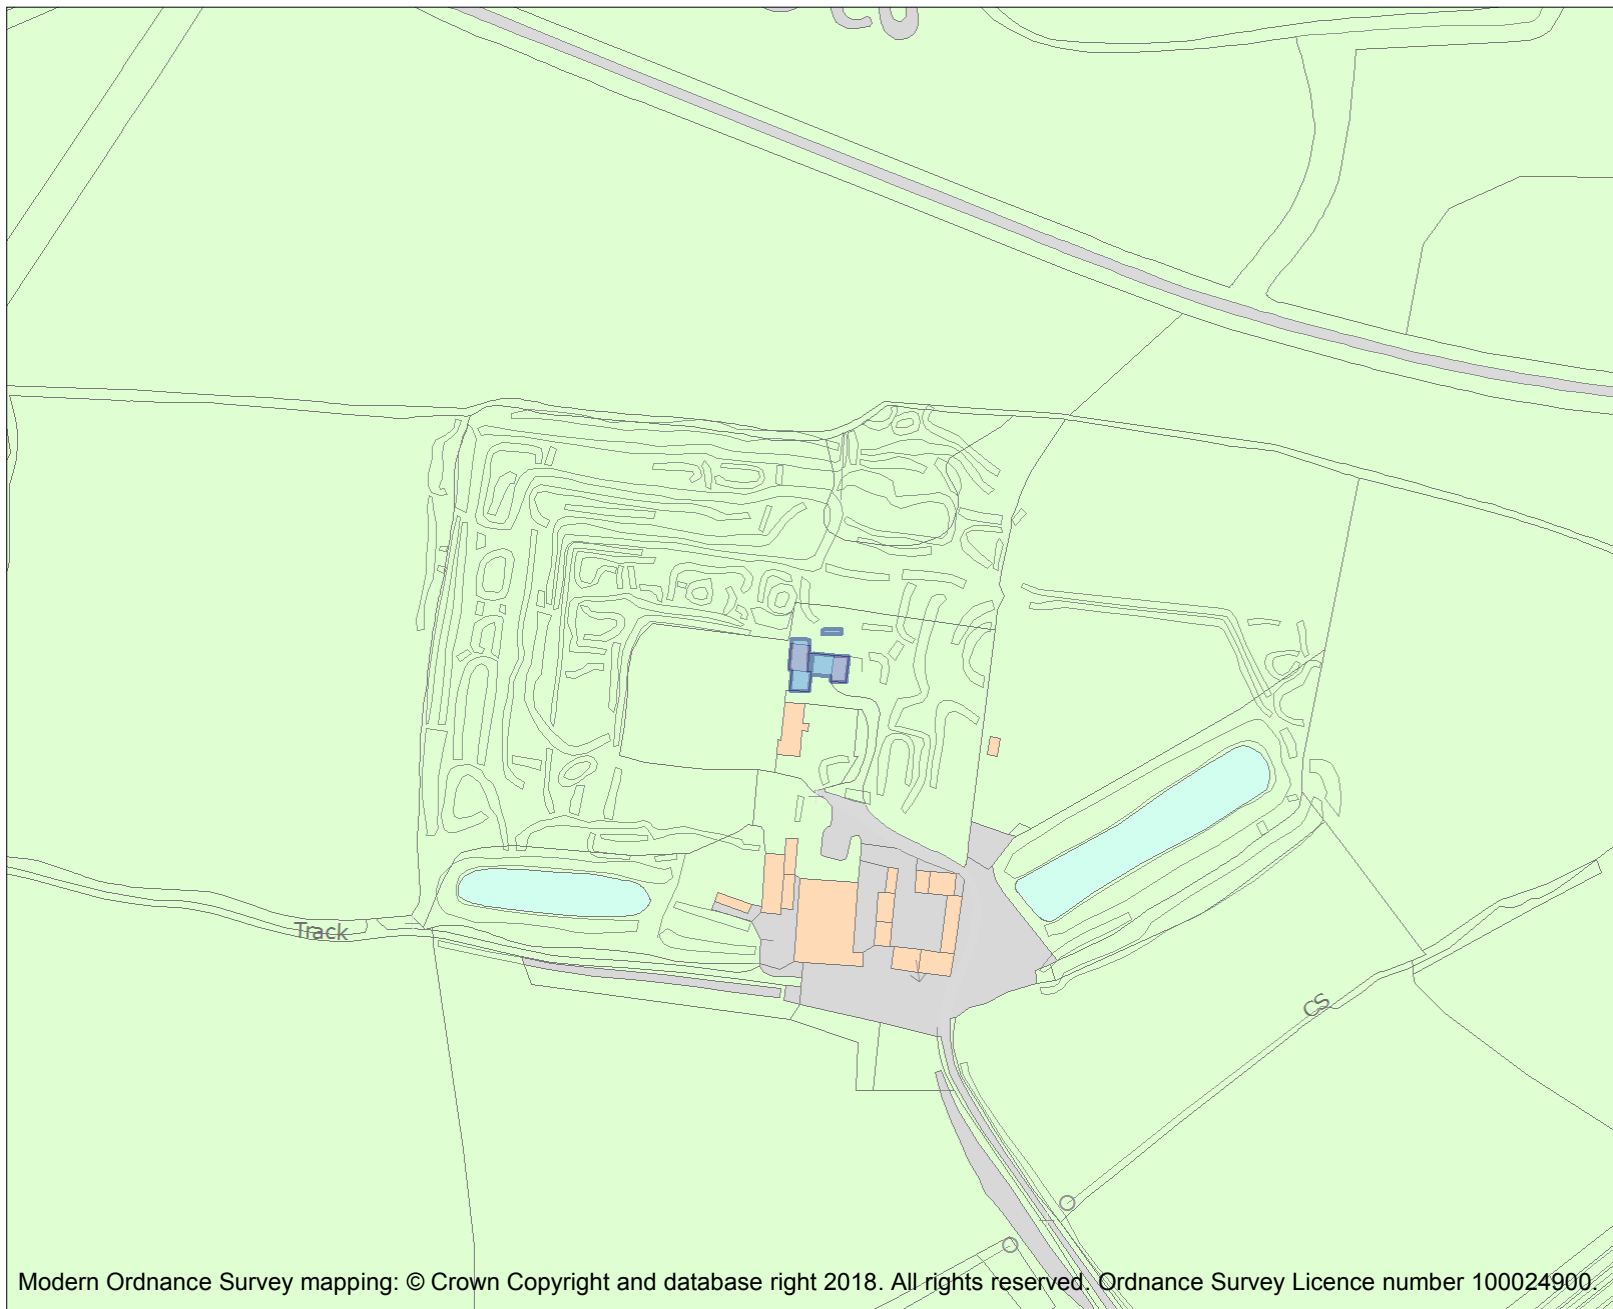 Track
CS
Modern Ordnance Survey mapping: © Crown Copyright and database right 2018. All rights reserved. Ordnance Survey Licence number 100024900.